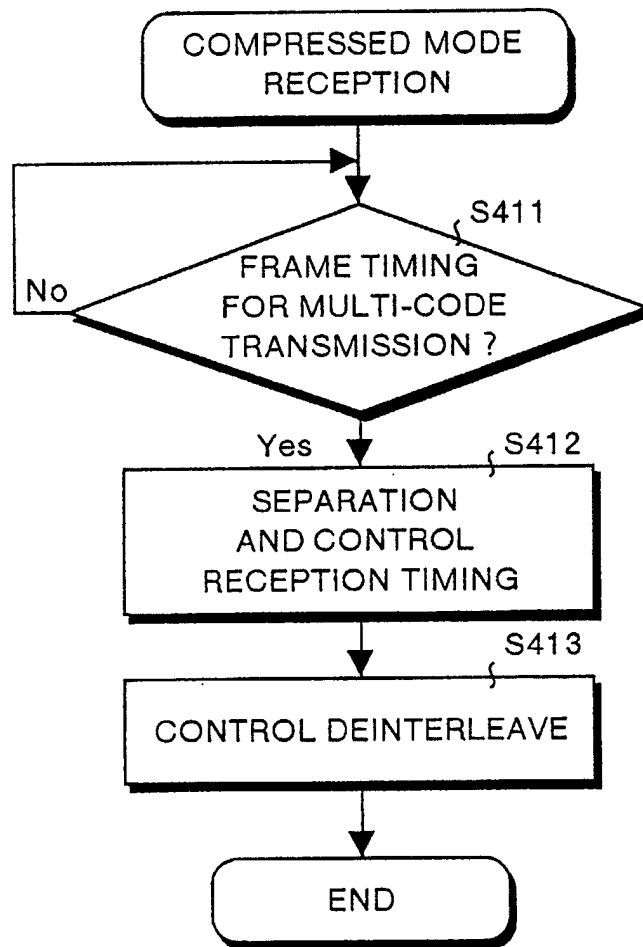 COMPRESSED MODE
RECEPTION
S411
FRAME TIMING
FOR MULTI-CODE
TRANSMISSION ?
No
Yes
S412
SEPARATION
AND CONTROL
RECEPTION TIMING
S413
CONTROL DEINTERLEAVE
END